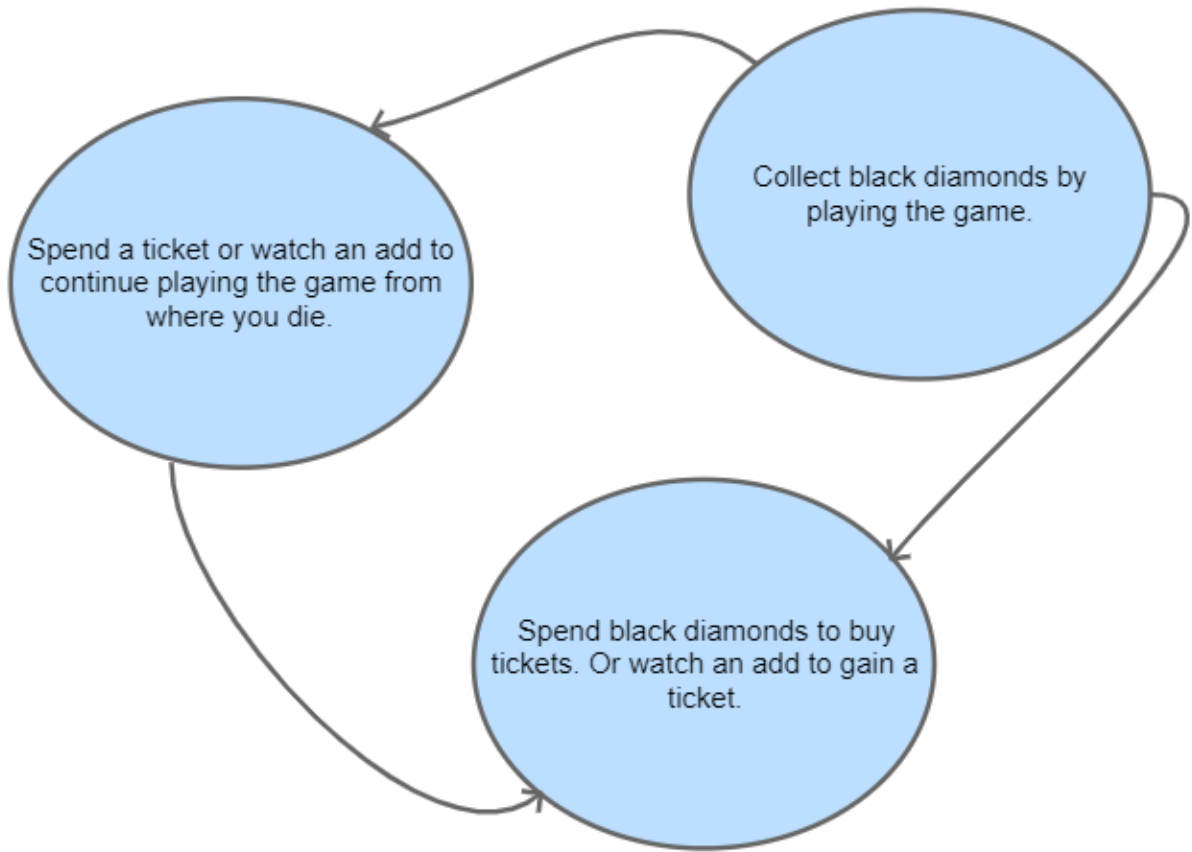 Collect black diamonds by
playing the game.
Spend a ticket or watch an add to
continue playing the game from
where you die.
Spend black diamonds to buy
tickets. Or watch an add to gain a
ticket.